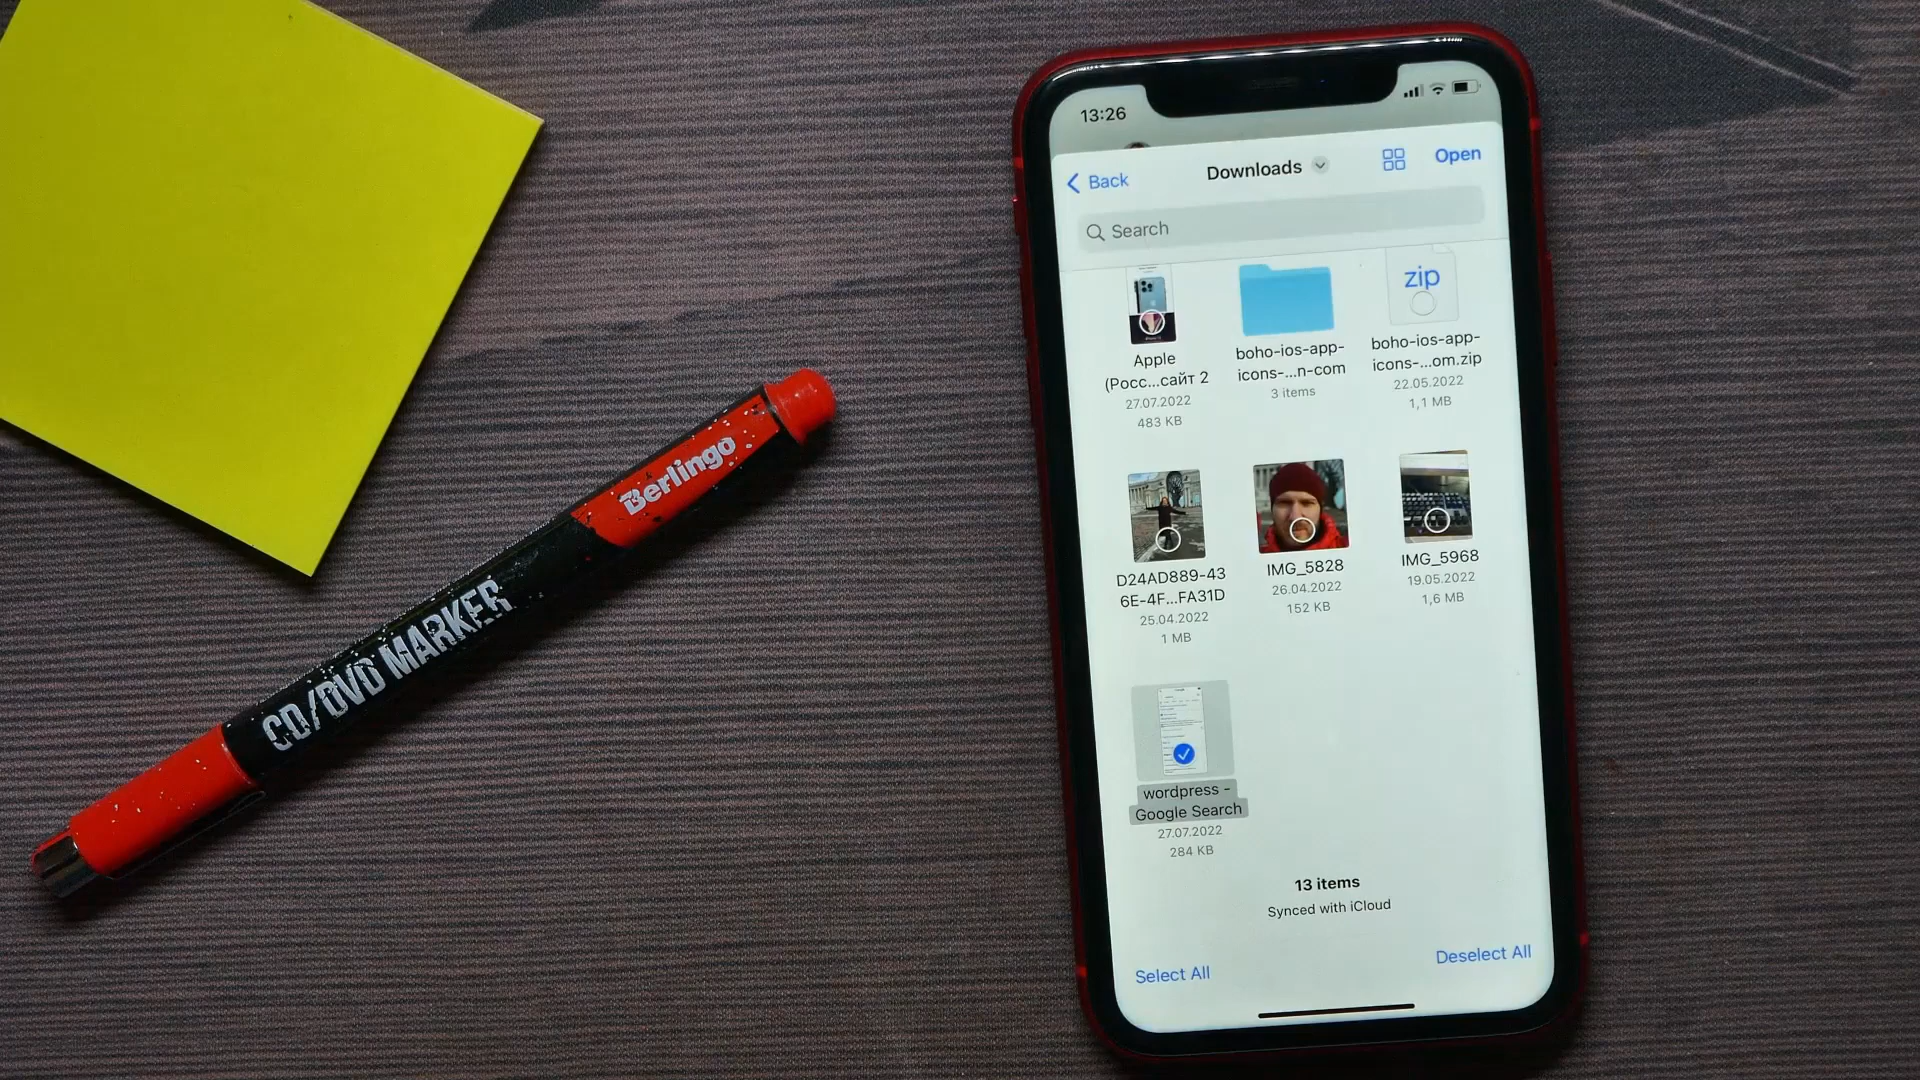 Berlingo
CD/DVD MARKER
13:26
Back
Downloads
Open
Search
zip
Apple
(Росс...сайт 2
27.07.2022
483 KB
boho-ios-app-
icons-...n-com
3 items
boho-ios-app-
icons-...om.zip
22.05.2022
1,1 MB
D24AD889-43
6E-4F...FA31D
25.04.2022
1 MB
IMG_5828
26.04.2022
152 KB
IMG_5968
19.05.2022
1,6 MB
wordpress -
Google Search
27.07.2022
284 KB
13 items
Synced with iCloud
Select All
Deselect All